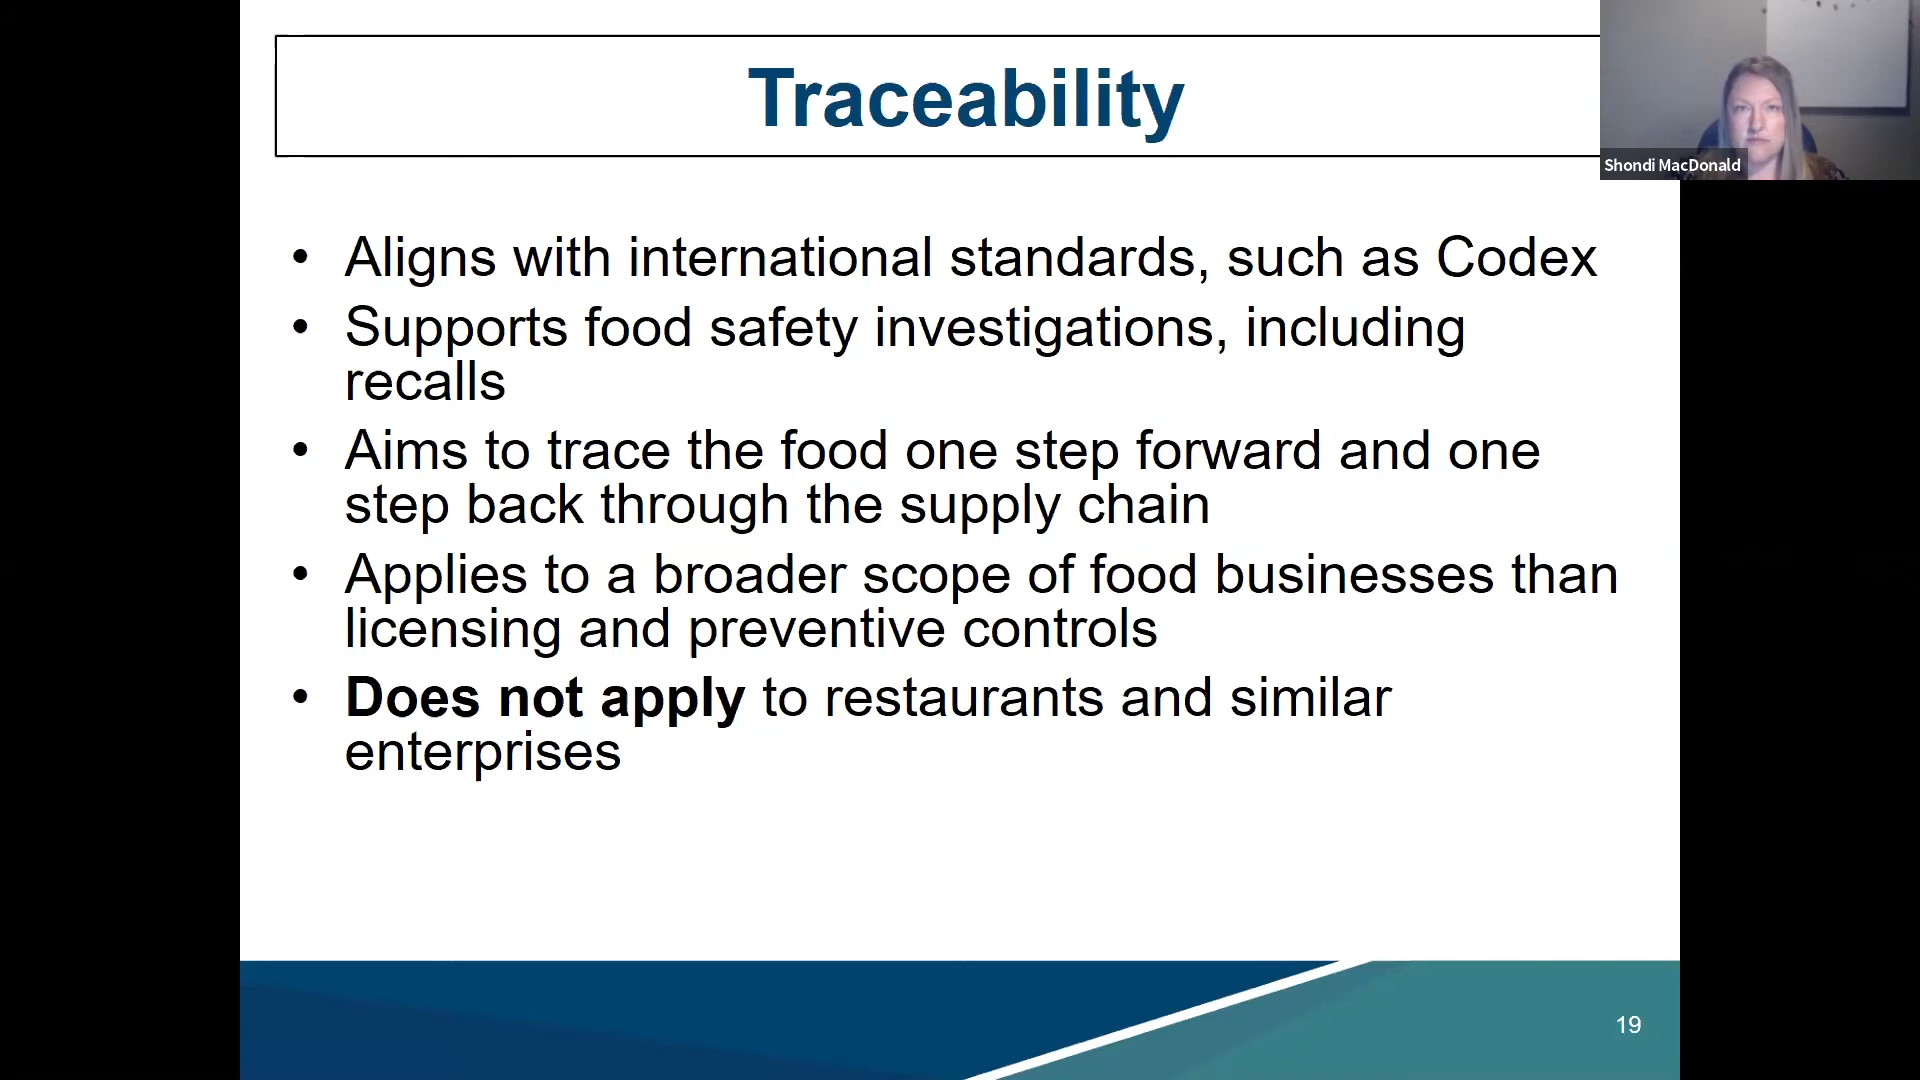 Traceability
Shondi MacDonald
• Aligns with international standards, such as Codex
• Supports food safety investigations, including
recalls
• Aims to trace the food one step forward and one
step back through the supply chain
• Applies to a broader scope of food businesses than
licensing and preventive controls
• Does not apply to restaurants and similar
enterprises
19